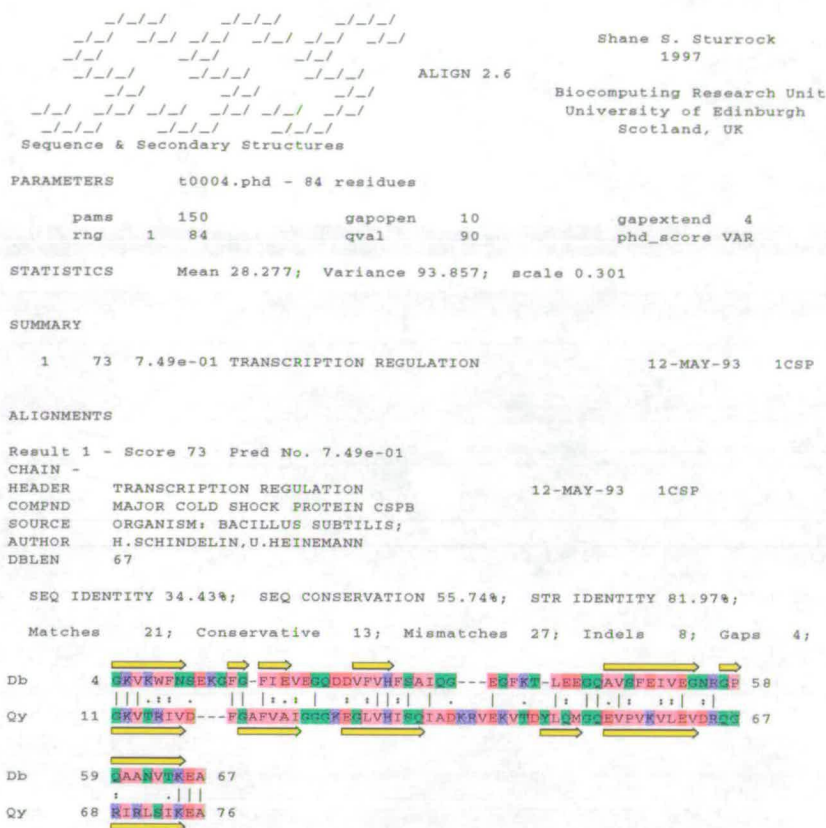 Shane S. Sturrock
1997
ALIGN 2.6
Biocomputing Research Unit
University of Edinburgh
Scotland, UK
Sequence & Secondary Structures
PARAMETERS t0004.phd - 84 residues
pams 150 gapopen 10 gapextend 4
rng 1 84 qval 90 phd_score VAR
STATISTICS Mean 28.277; Variance 93.857; scale 0.301
SUMMARY
1 73 7.49e-01 TRANSCRIPTION REGULATION 12-MAY-93 1CSP
ALIGNMENTS
Result 1 - Score 73 Pred No. 7.49e-01
CHAIN -
HEADER TRANSCRIPTION REGULATION 12-MAY-93 1CSP
COMPND MAJOR COLD SHOCK PROTEIN CSPB
SOURCE ORGANISM: BACILLUS SUBTILIS;
AUTHOR H.SCHINDELIN,U.HEINEMANN
DBLEN 67
SEQ IDENTITY 34.43%; SEQ CONSERVATION 55.74%; STR IDENTITY 81.97%;
Matches 21; Conservative 13; Mismatches 27; Indels 8; Gaps 4;
Db 4 GKVKWFNSEKGFG-FIEVEGQDDVFVHFSAIQG---EGFKT-LEEGQAVSFEIVEGNRGP 58
Qy 11 GKVTRIVD---FGAFVAIGGGKEGLVHISQIADKRVEKVTDYLQMGQEVPVKVLEVDRQG 67
Db 59 QAANVTKEA 67
Qy 68 RIRLSIKEA 76